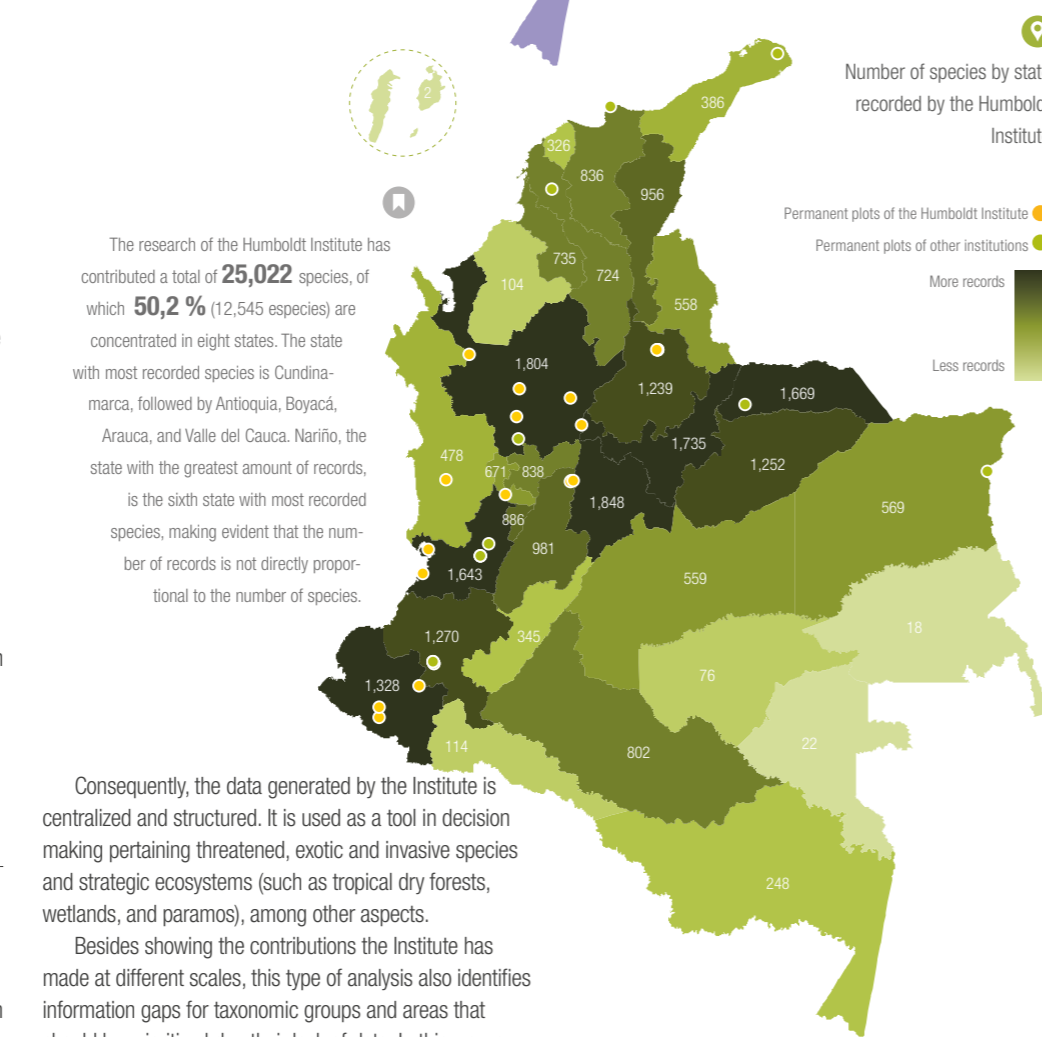 Number of species by stat
recorded by the Humbold
Institut
Permanent plots of the Humboldt Institute
Permanent plots of other institutions
More records
Less records
The research of the Humboldt Institute has
contributed a total of 25,022 species, of
which 50,2 % (12,545 especies) are
concentrated in eight states. The state
with most recorded species is Cundina-
marca, followed by Antioquia, Boyacá,
Arauca, and Valle del Cauca. Nariño, the
state with the greatest amount of records,
is the sixth state with most recorded
species, making evident that the num-
ber of records is not directly propor-
tional to the number of species.
2
386
326
836
956
735
724
104
558
1,804
1,239
1,669
1,735
1,252
478
671
838
1,848
569
886
981
1,643
559
1,270
345
18
76
1,328
22
114
802
248
Consequently, the data generated by the Institute is
centralized and structured. It is used as a tool in decision
making pertaining threatened, exotic and invasive species
and strategic ecosystems (such as tropical dry forests,
wetlands, and paramos), among other aspects.
Besides showing the contributions the Institute has
made at different scales, this type of analysis also identifies
information gaps for taxonomic groups and areas that